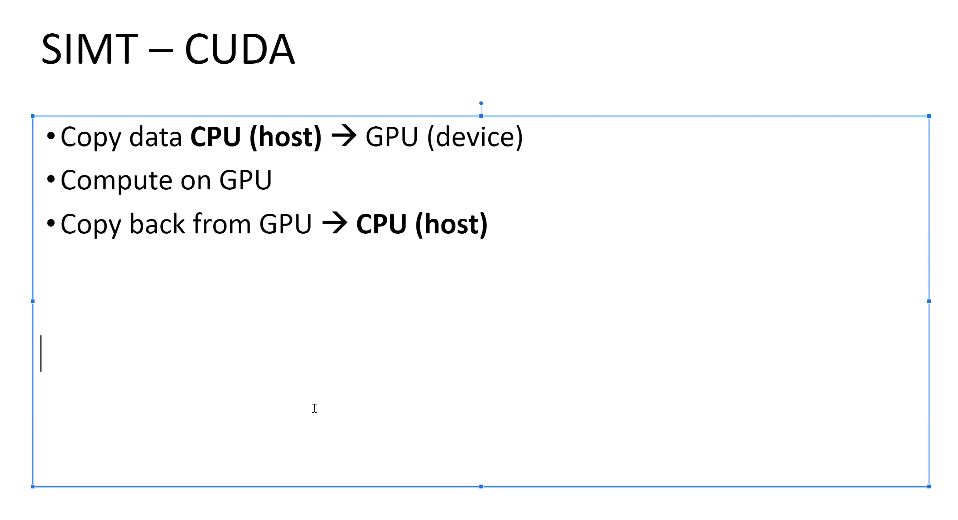 SIMT – CUDA
• Copy data CPU (host) → GPU (device)
• Compute on GPU
• Copy back from GPU → CPU (host)